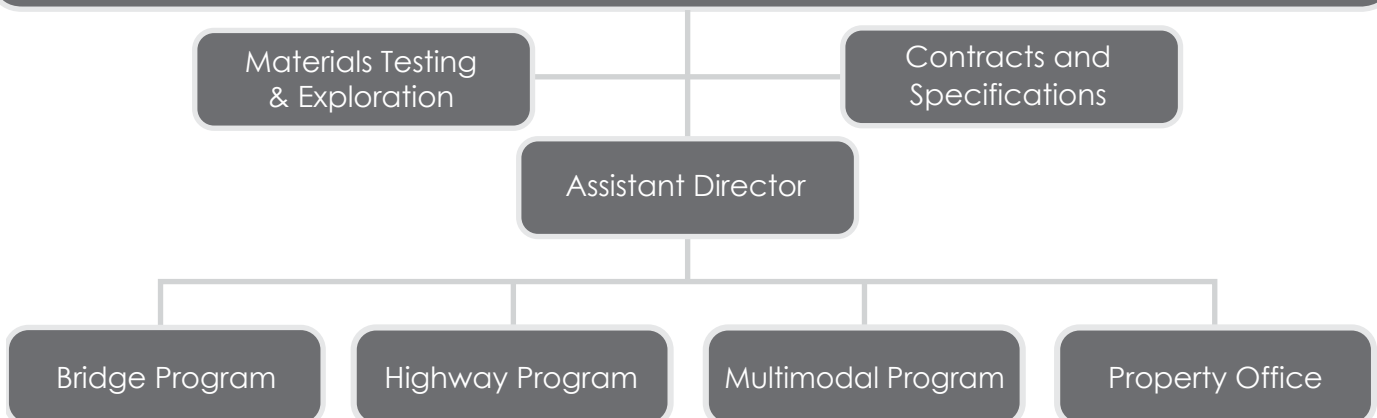 Materials Testing
& Exploration
Contracts and
Specifications
Assistant Director
Bridge Program
Highway Program
Multimodal Program
Property Office